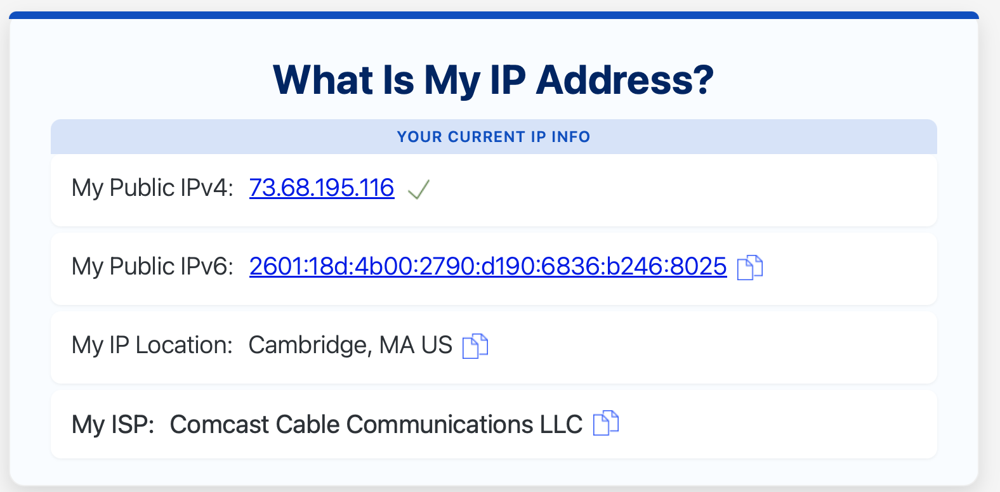 What Is My IP Address?
YOUR CURRENT IP INFO
My Public IPv4: 73.68.195.116
My Public IPv6: 2601:18d:4b00:2790:d190:6836:b246:8025
My IP Location: Cambridge, MA US
My ISP: Comcast Cable Communications LLC